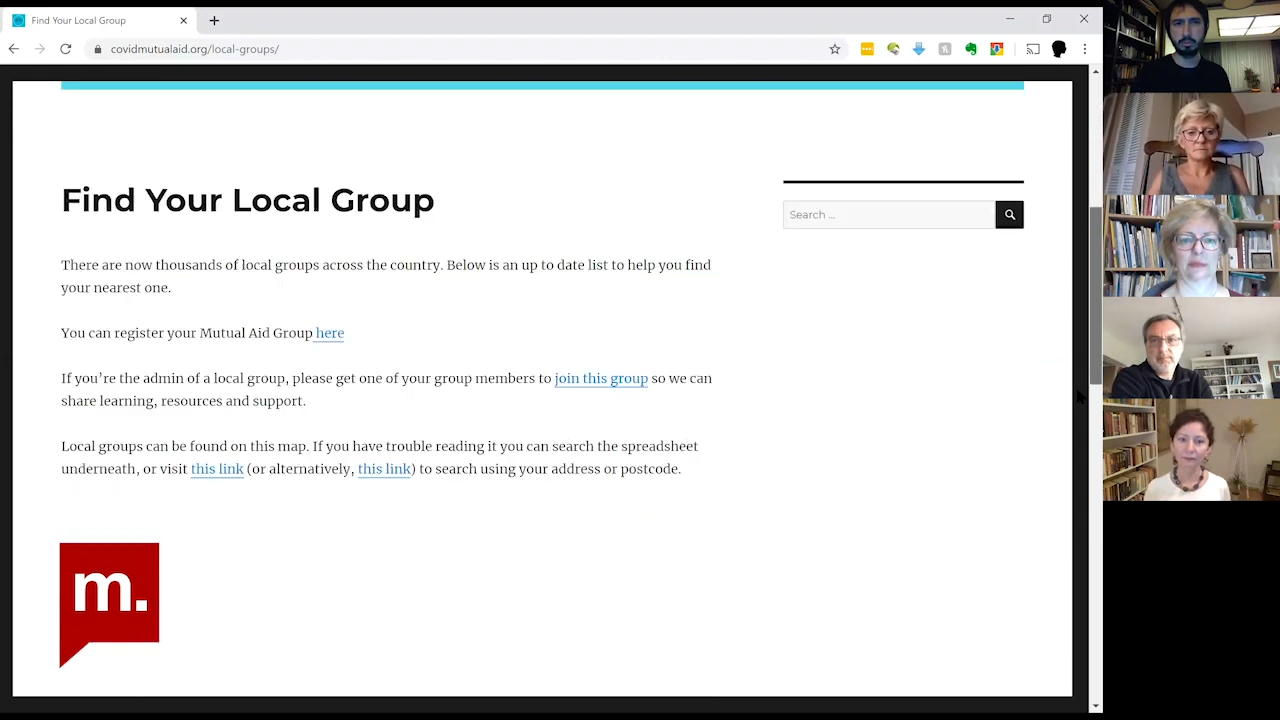 Find Your Local Group
covidmutualaid.org/local-groups/
Find Your Local Group
Search ...
There are now thousands of local groups across the country. Below is an up to date list to help you find
your nearest one.
You can register your Mutual Aid Group here
If you’re the admin of a local group, please get one of your group members to join this group so we can
share learning, resources and support.
Local groups can be found on this map. If you have trouble reading it you can search the spreadsheet
underneath, or visit this link (or alternatively, this link) to search using your address or postcode.
m.